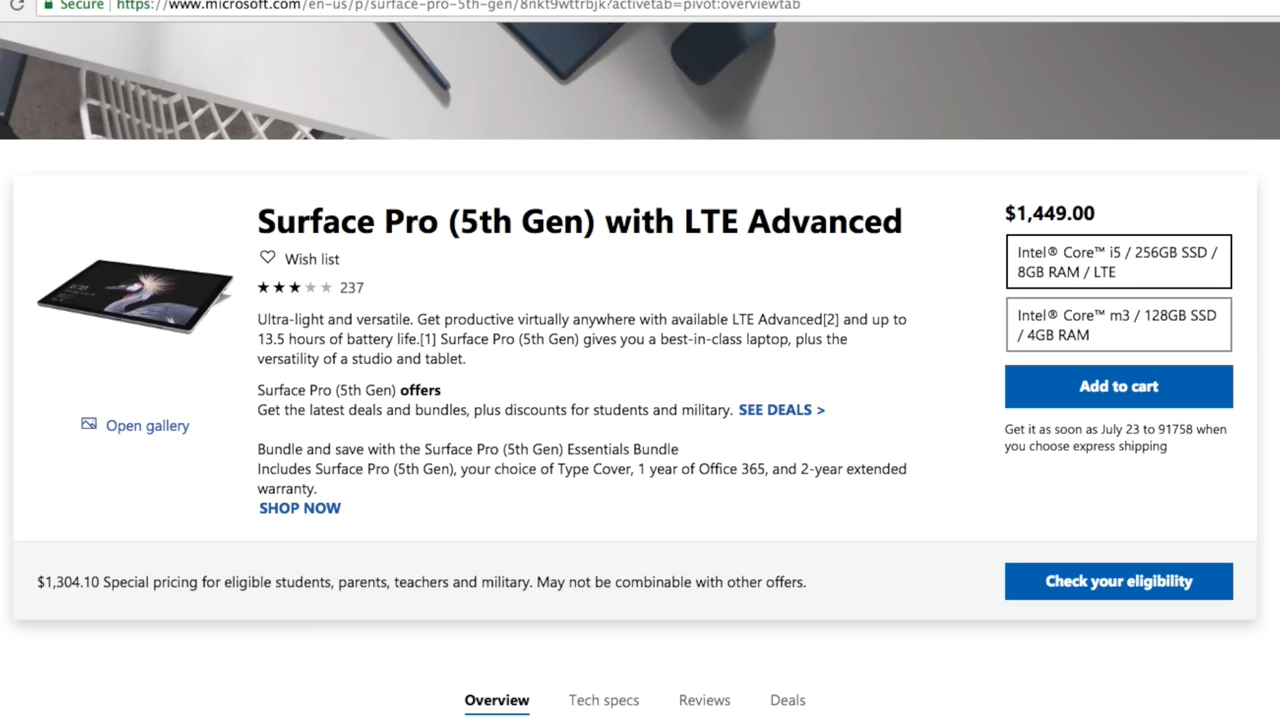 Secure https://www.microsoft.com/en-us/p/surface-pro-5th-gen/8nkt9wttrbjk?activetab=pivot:overviewtab
Surface Pro (5th Gen) with LTE Advanced
Wish list
237
Ultra-light and versatile. Get productive virtually anywhere with available LTE Advanced[2] and up to
13.5 hours of battery life.[1] Surface Pro (5th Gen) gives you a best-in-class laptop, plus the
versatility of a studio and tablet.
Surface Pro (5th Gen) offers
Get the latest deals and bundles, plus discounts for students and military. SEE DEALS >
Bundle and save with the Surface Pro (5th Gen) Essentials Bundle
Includes Surface Pro (5th Gen), your choice of Type Cover, 1 year of Office 365, and 2-year extended
warranty.
SHOP NOW
Open gallery
$1,449.00
Intel® Core™ i5 / 256GB SSD /
8GB RAM / LTE
Intel® Core™ m3 / 128GB SSD
/ 4GB RAM
Add to cart
Get it as soon as July 23 to 91758 when
you choose express shipping
$1,304.10 Special pricing for eligible students, parents, teachers and military. May not be combinable with other offers.
Check your eligibility
Overview Tech specs Reviews Deals